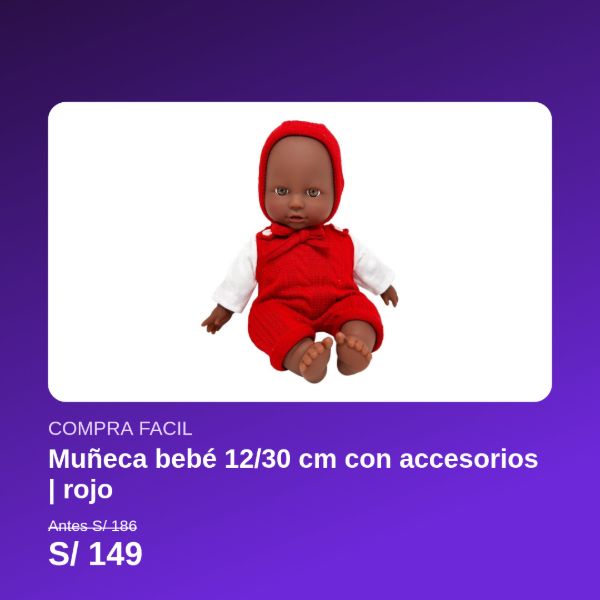 COMPRA FACIL
Muñeca bebé 12/30 cm con accesorios
| rojo
Antes S/ 186
S/ 149